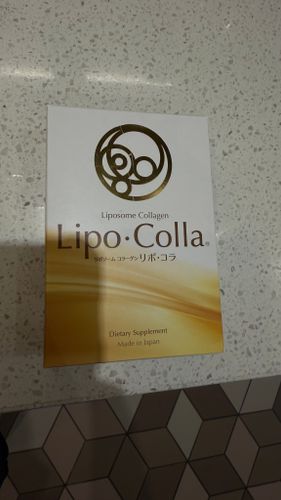 Liposome Collagen
Lipo·Colla®
リポソーム コラーゲン リポ・コラ
Dietary Supplement
Made in Japan